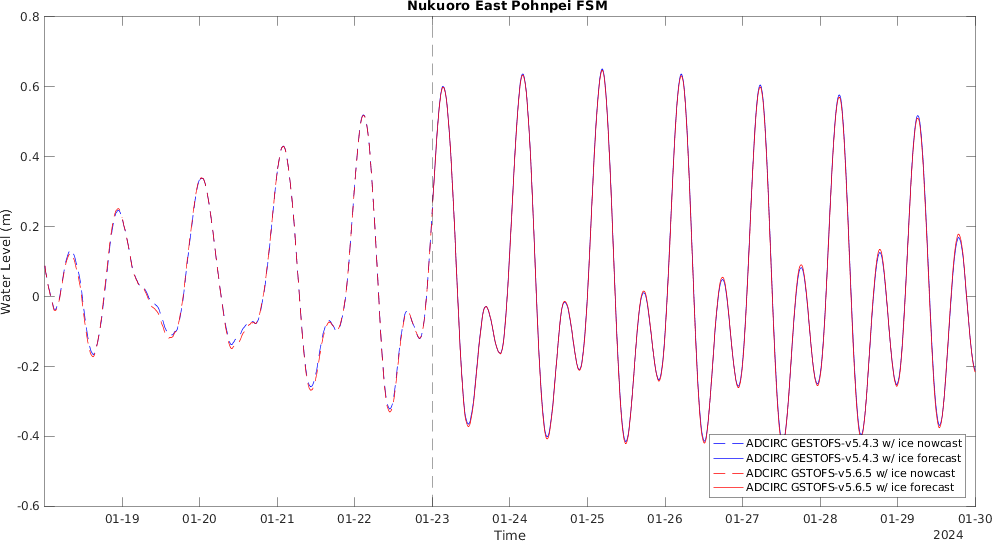 Nukuoro East Pohnpei FSM
0.8
0.6
0.4
0.2
0
-0.2
-0.4
-0.6
Water Level (m)
ADCIRC GESTOFS-v5.4.3 w/ ice nowcast
ADCIRC GESTOFS-v5.4.3 w/ ice forecast
ADCIRC GSTOFS-v5.6.5 w/ ice nowcast
ADCIRC GSTOFS-v5.6.5 w/ ice forecast
01-19 01-20 01-21 01-22 01-23 01-24 01-25 01-26 01-27 01-28 01-29 01-30
Time
2024